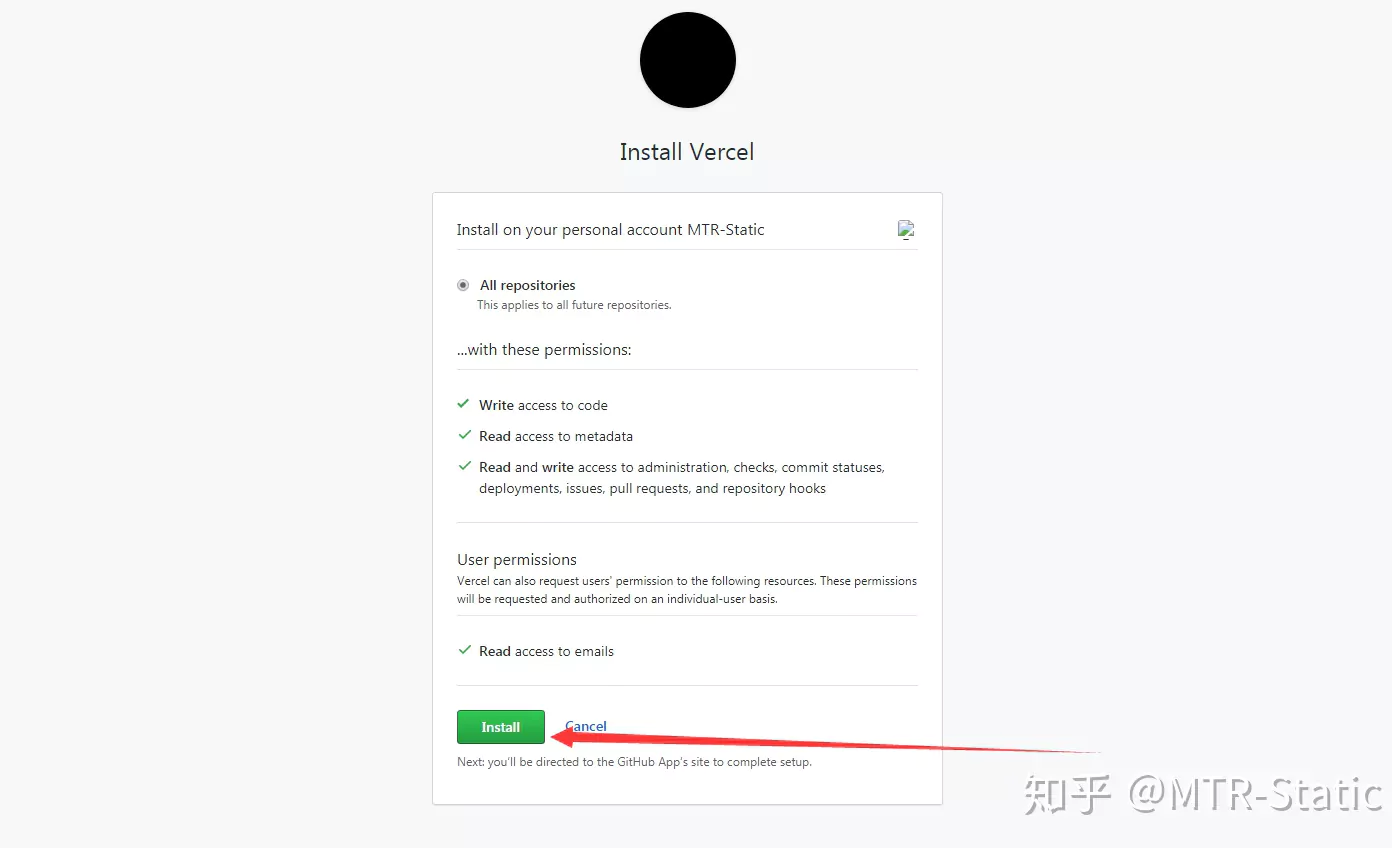 Install Vercel
Install on your personal account MTR-Static
All repositories
This applies to all future repositories.
...with these permissions:
Write access to code
Read access to metadata
Read and write access to administration, checks, commit statuses,
deployments, issues, pull requests, and repository hooks
User permissions
Vercel can also request users' permission to the following resources. These permissions
will be requested and authorized on an individual-user basis.
Read access to emails
Install Cancel
Next: you'll be directed to the GitHub App's site to complete setup.
知乎 @MTR-Static